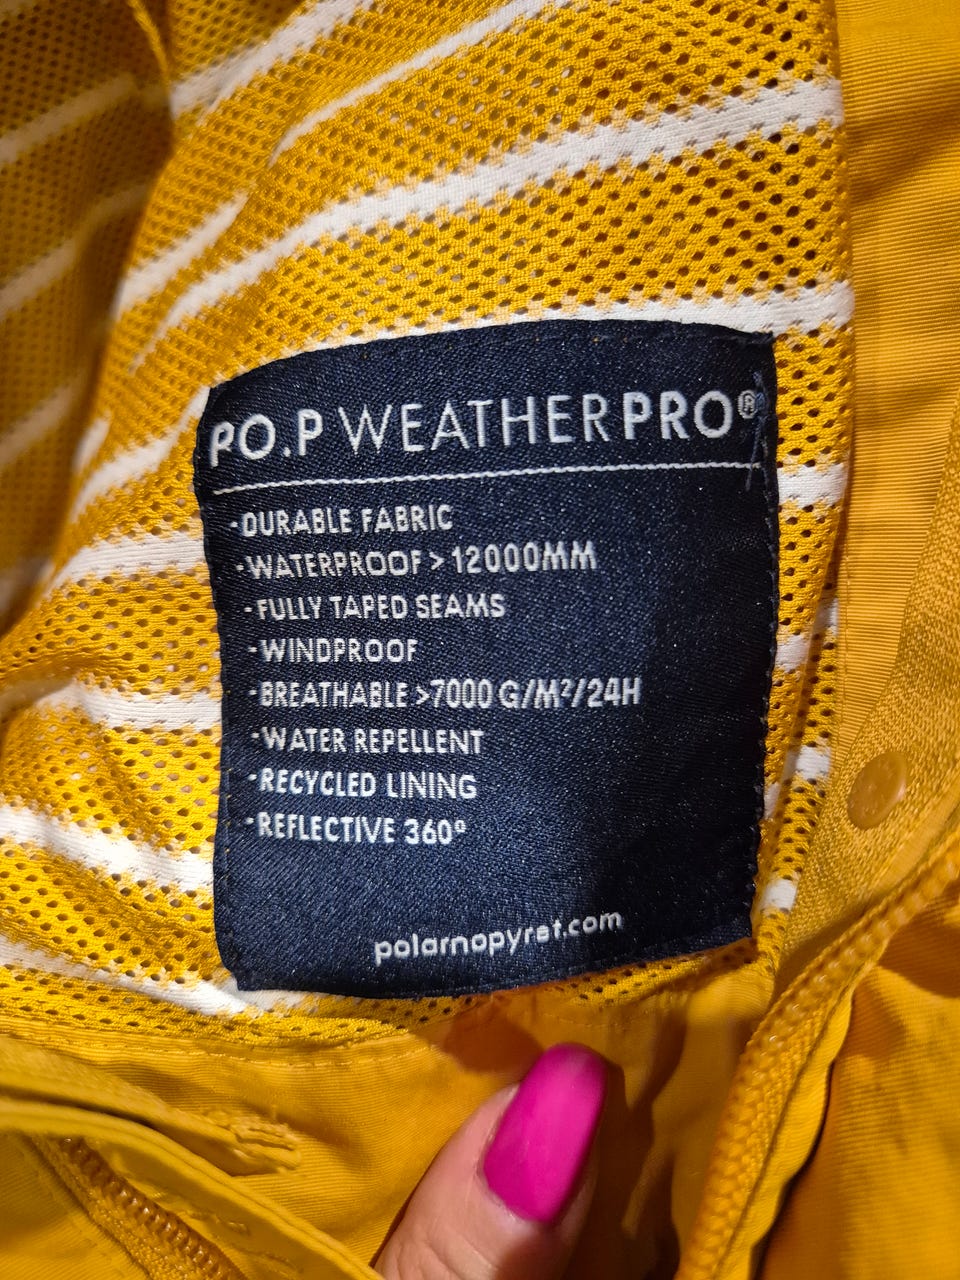 PO.P WEATHERPRO®
-DURABLE FABRIC
-WATERPROOF > 12000MM
-FULLY TAPED SEAMS
-WINDPROOF
-BREATHABLE >7000 G/M²/24H
-WATER REPELLENT
-RECYCLED LINING
-REFLECTIVE 360º
polarnopyret.com